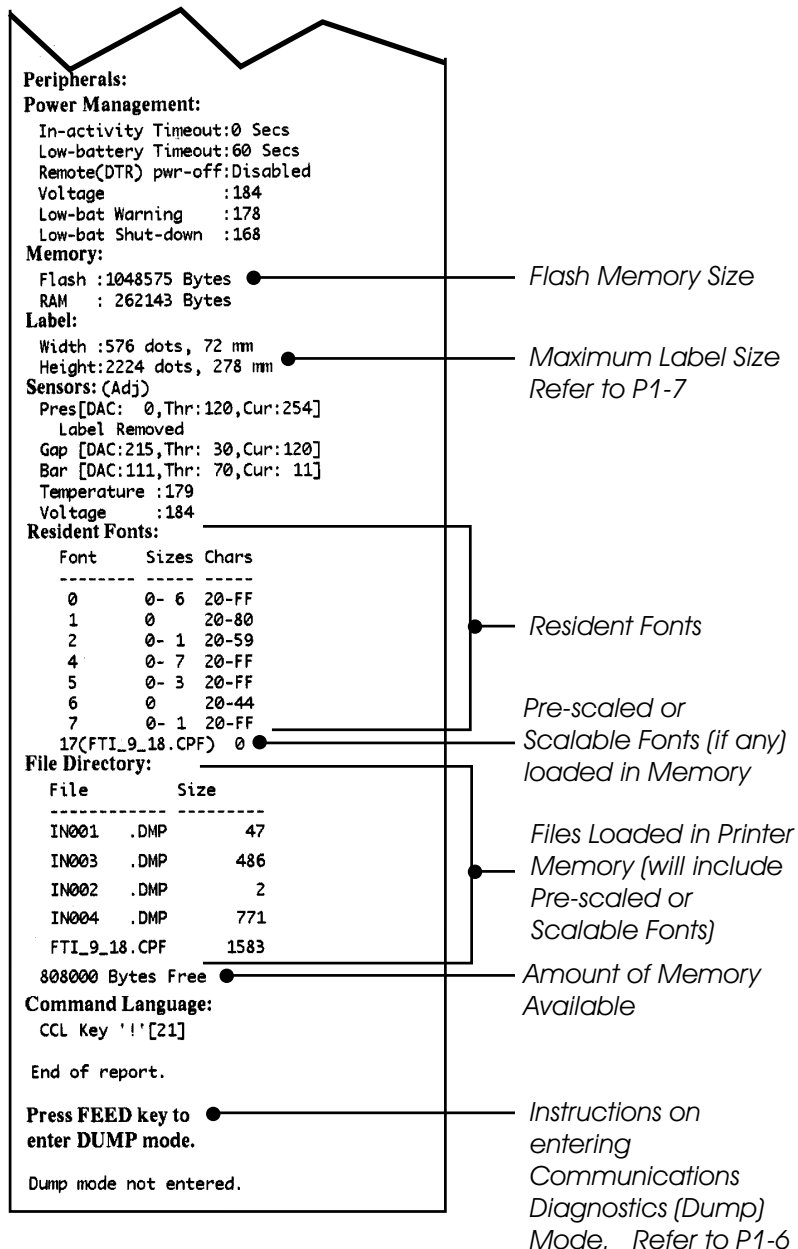 Peripherals:
Power Management:
In-activity Timeout:0 Secs
Low-battery Timeout:60 Secs
Remote(DTR) pwr-off:Disabled
Voltage :184
Low-bat Warning :178
Low-bat Shut-down :168
Memory:
Flash :1048575 Bytes
RAM : 262143 Bytes
Label:
Width :576 dots, 72 mm
Height:2224 dots, 278 mm
Sensors: (Adj)
Pres[DAC: 0,Thr:120,Cur:254]
Label Removed
Gap [DAC:215,Thr: 30,Cur:120]
Bar [DAC:111,Thr: 70,Cur: 11]
Temperature :179
Voltage :184
Resident Fonts:
Font Sizes Chars
--------- ----- -----
0 0- 6 20-FF
1 0 20-80
2 0- 1 20-59
4 0- 7 20-FF
5 0- 3 20-FF
6 0 20-44
7 0- 1 20-FF
17(FTI_9_18.CPF) 0
File Directory:
File Size
------------- ---------
IN001 .DMP 47
IN003 .DMP 486
IN002 .DMP 2
IN004 .DMP 771
FTI_9_18.CPF 1583
808000 Bytes Free
Command Language:
CCL Key '!'[21]
End of report.
Press FEED key to
enter DUMP mode.
Dump mode not entered.
Flash Memory Size
Maximum Label Size
Refer to P1-7
Resident Fonts
Pre-scaled or
Scalable Fonts (if any)
loaded in Memory
Files Loaded in Printer
Memory (will include
Pre-scaled or
Scalable Fonts)
Amount of Memory
Available
Instructions on
entering
Communications
Diagnostics (Dump)
Mode. Refer to P1-6